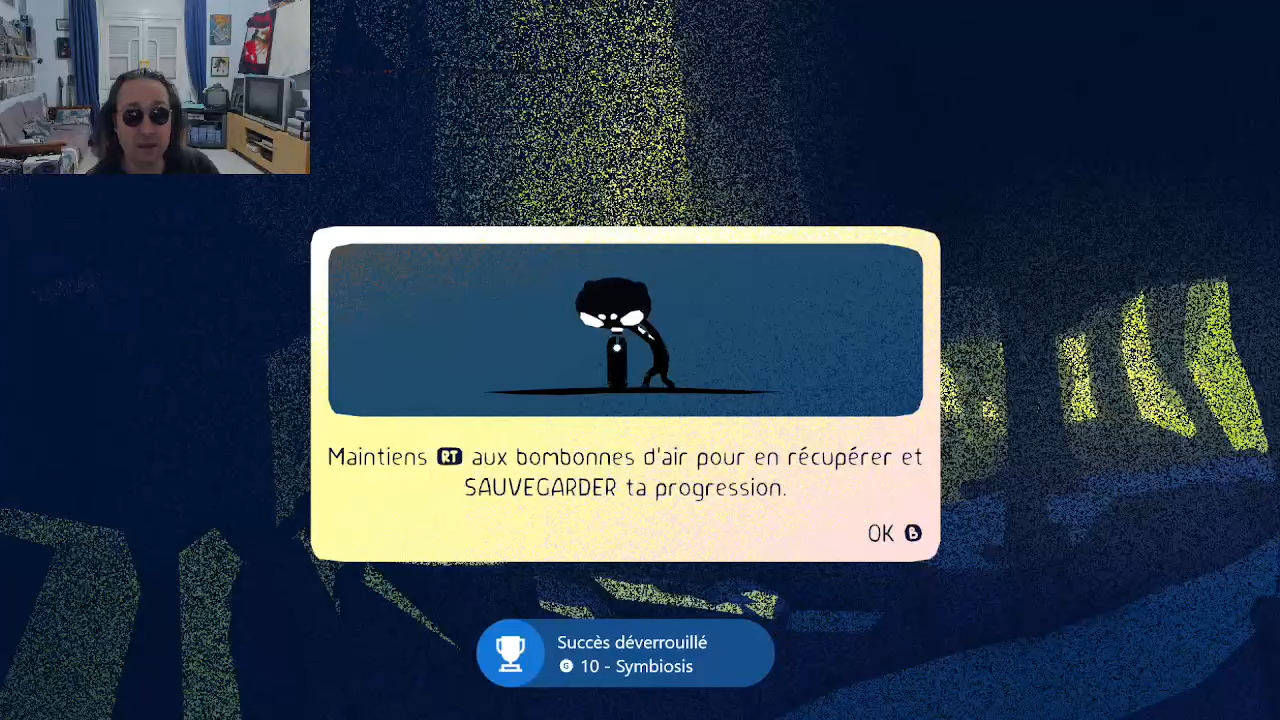 Maintiens RT aux bombonnes d'air pour en récupérer et
SAUVEGARDER ta progression.
OK B
Succès déverrouillé
G 10 - Symbiosis